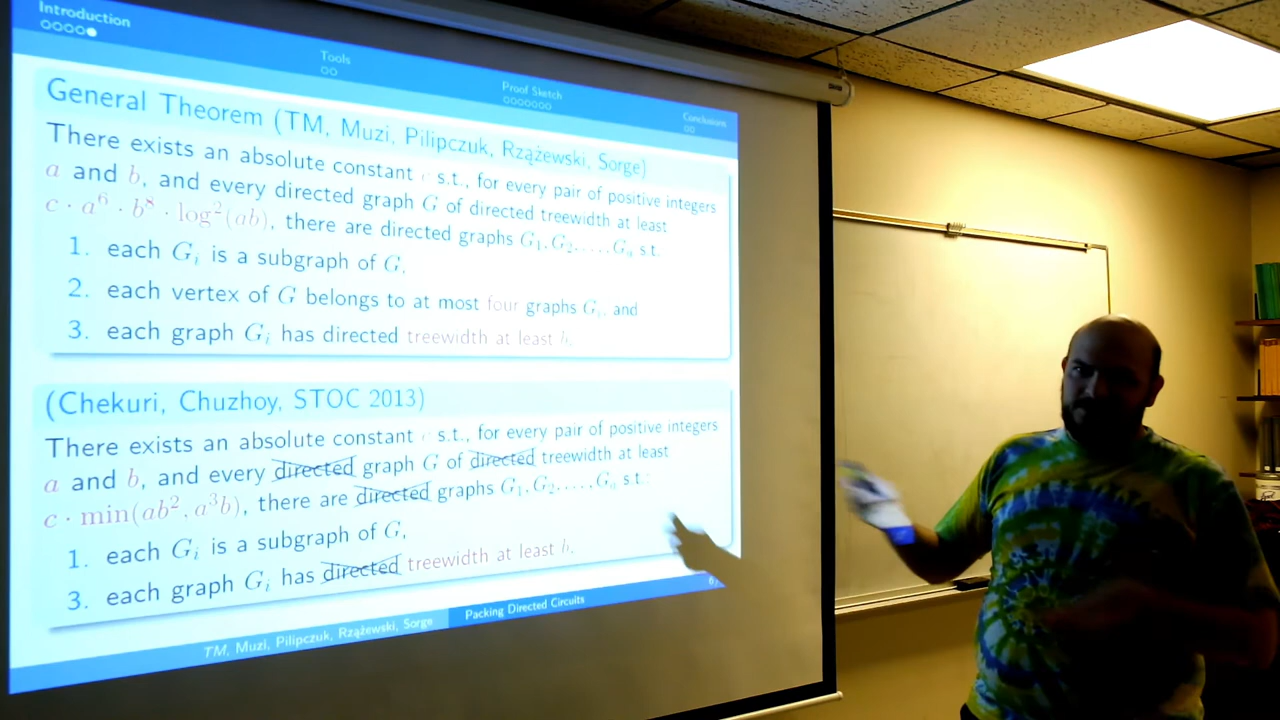 Introduction
Tools
Proof Sketch
Conclusions
General Theorem (TM, Muzi, Pilipczuk, Rzążewski, Sorge)
There exists an absolute constant c s.t., for every pair of positive integers
a and b, and every directed graph G of directed treewidth at least
c · a⁶ · b⁸ · log²(ab), there are directed graphs G₁, G₂, . . . , Gₐ s.t.
1. each Gᵢ is a subgraph of G,
2. each vertex of G belongs to at most four graphs Gᵢ, and
3. each graph Gᵢ has directed treewidth at least b.
(Chekuri, Chuzhoy, STOC 2013)
There exists an absolute constant c s.t., for every pair of positive integers
a and b, and every directed graph G of directed treewidth at least
c · min(ab², a³b), there are directed graphs G₁, G₂, . . . , Gₐ s.t.:
1. each Gᵢ is a subgraph of G,
3. each graph Gᵢ has directed treewidth at least b.
6/
TM, Muzi, Pilipczuk, Rzążewski, Sorge
Packing Directed Circuits